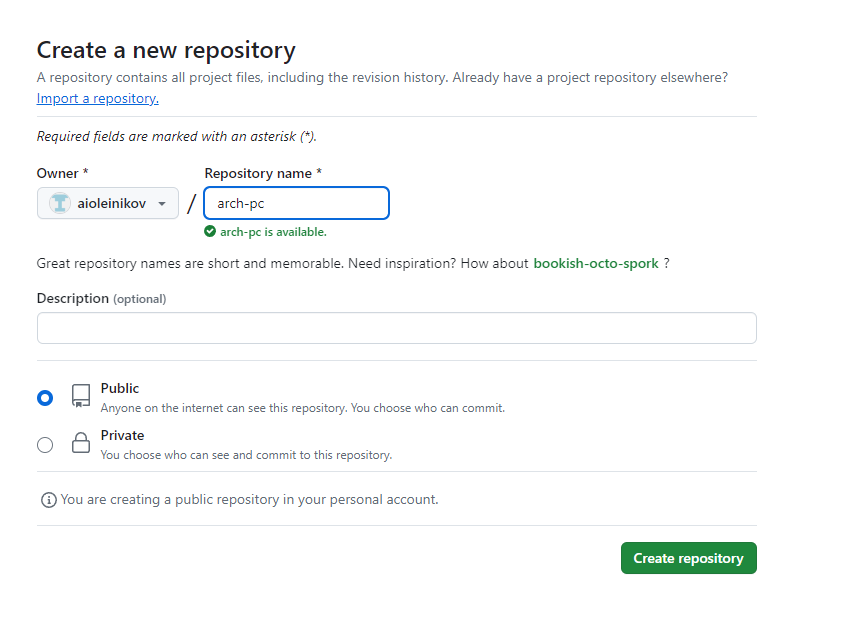 Create a new repository
A repository contains all project files, including the revision history. Already have a project repository elsewhere?
Import a repository.
Required fields are marked with an asterisk (*).
Owner * Repository name *
aioleinikov / arch-pc
arch-pc is available.
Great repository names are short and memorable. Need inspiration? How about bookish-octo-spork ?
Description (optional)
Public
Anyone on the internet can see this repository. You choose who can commit.
Private
You choose who can see and commit to this repository.
You are creating a public repository in your personal account.
Create repository